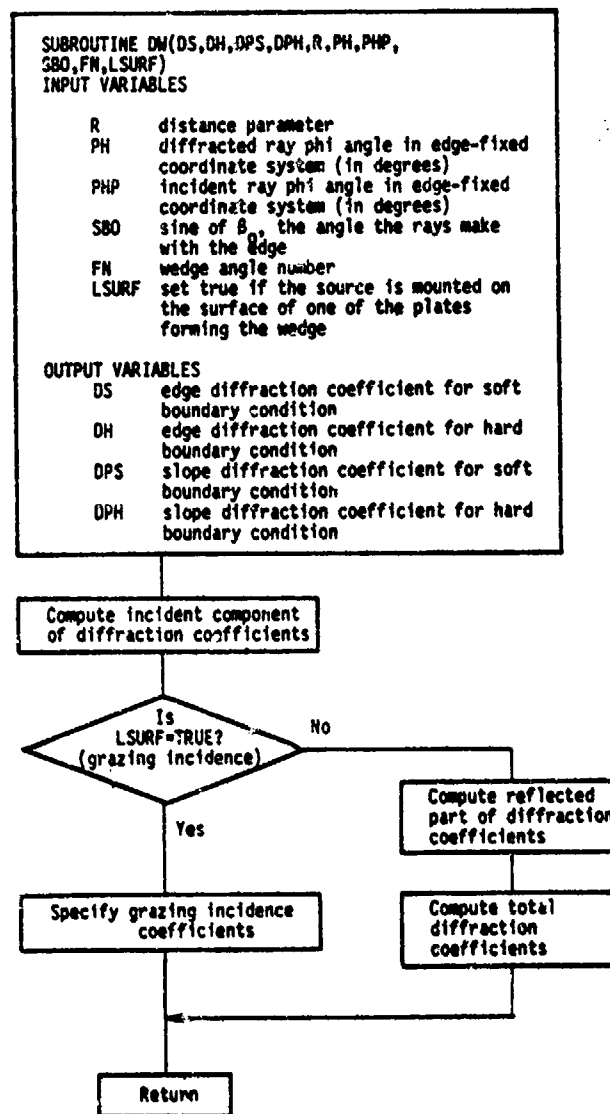 SUBROUTINE DW(DS,DH,DPS,DPH,R,PH,PHP,
SBO,FN,LSURF)
INPUT VARIABLES
R distance parameter
PH diffracted ray phi angle in edge-fixed
coordinate system (in degrees)
PHP incident ray phi angle in edge-fixed
coordinate system (in degrees)
SBO sine of β₀, the angle the rays make
with the edge
FN wedge angle number
LSURF set true if the source is mounted on
the surface of one of the plates
forming the wedge
OUTPUT VARIABLES
DS edge diffraction coefficient for soft
boundary condition
DH edge diffraction coefficient for hard
boundary condition
DPS slope diffraction coefficient for soft
boundary condition
DPH slope diffraction coefficient for hard
boundary condition
Compute incident component
of diffraction coefficients
Is
LSURF=TRUE?
(grazing incidence)
No
Yes
Compute reflected
part of diffraction
coefficients
Specify grazing incidence
coefficients
Compute total
diffraction
coefficients
Return